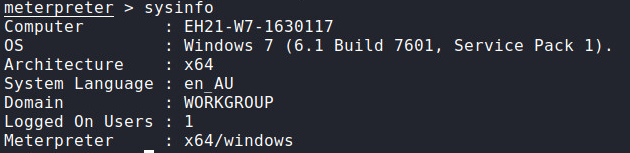 meterpreter > sysinfo
Computer        : EH21-W7-1630117
OS              : Windows 7 (6.1 Build 7601, Service Pack 1).
Architecture    : x64
System Language : en_AU
Domain          : WORKGROUP
Logged On Users : 1
Meterpreter     : x64/windows